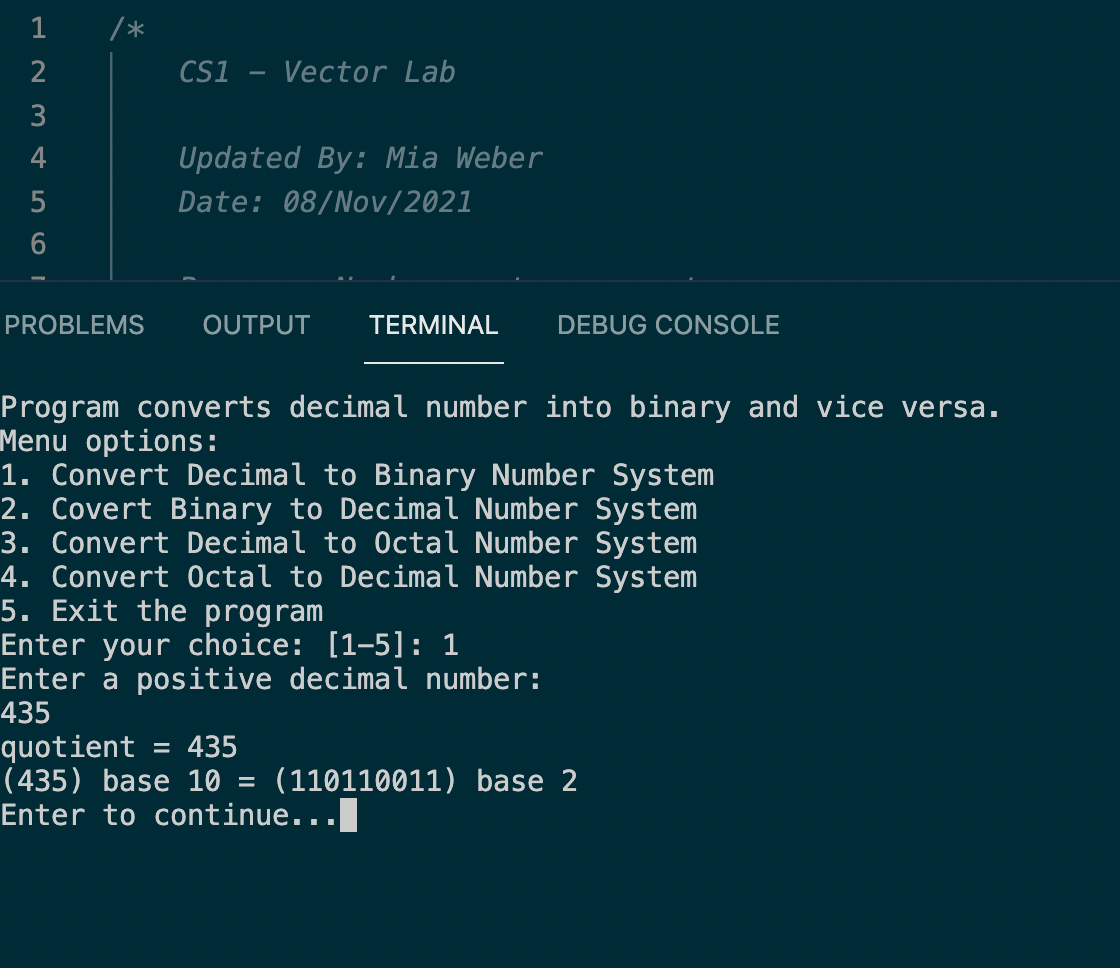 1 /*
2 CS1 – Vector Lab
3
4 Updated By: Mia Weber
5 Date: 08/Nov/2021
6
PROBLEMS OUTPUT TERMINAL DEBUG CONSOLE
Program converts decimal number into binary and vice versa.
Menu options:
1. Convert Decimal to Binary Number System
2. Covert Binary to Decimal Number System
3. Convert Decimal to Octal Number System
4. Convert Octal to Decimal Number System
5. Exit the program
Enter your choice: [1–5]: 1
Enter a positive decimal number:
435
quotient = 435
(435) base 10 = (110110011) base 2
Enter to continue...